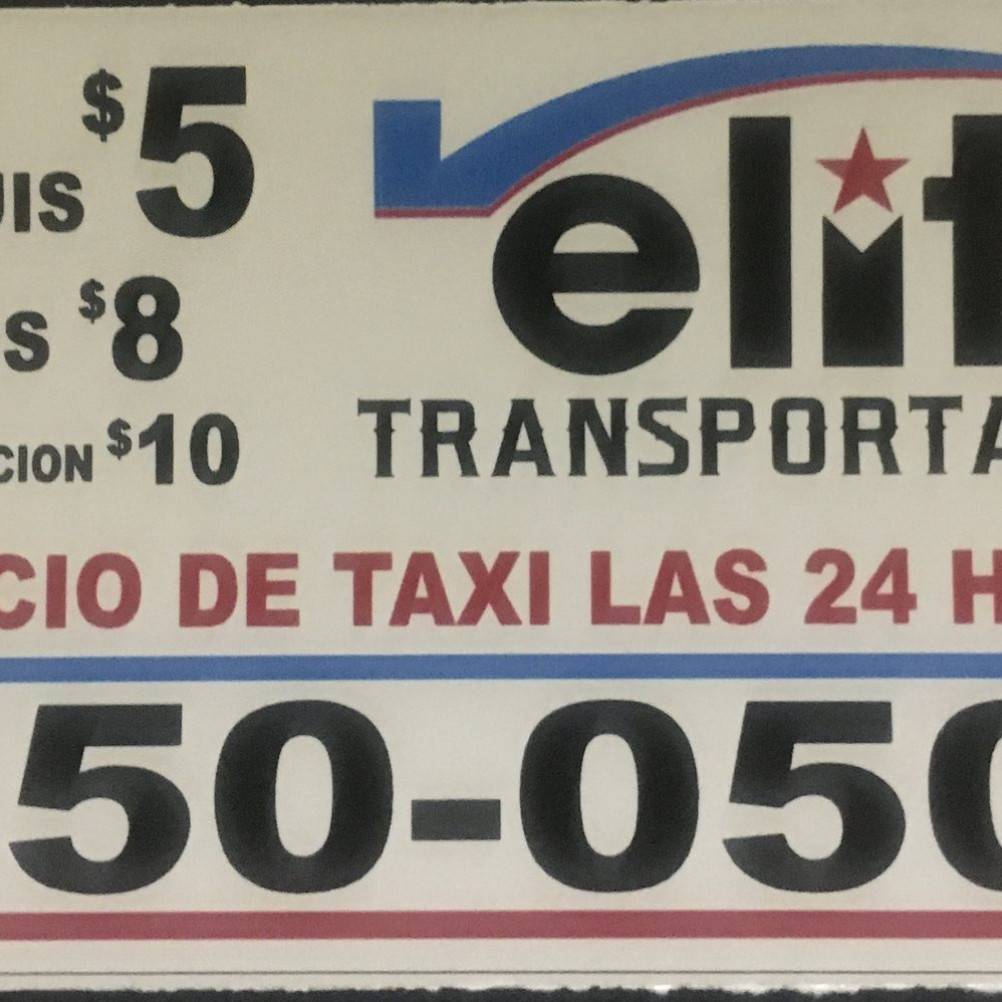 UIS $5
S $8
CION $10
elit
TRANSPORTA
CIO DE TAXI LAS 24 H
50-050